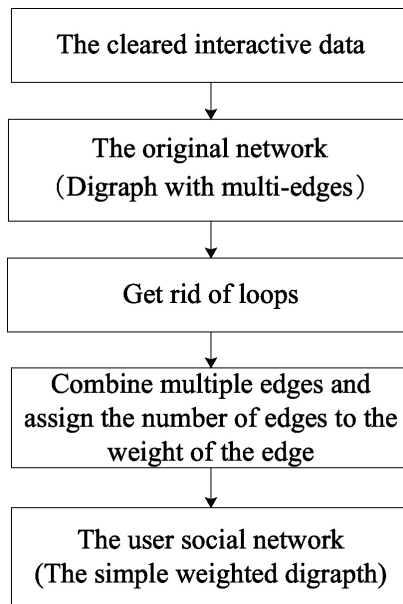 The cleared interactive data
The original network
（Digraph with multi-edges）
Get rid of loops
Combine multiple edges and
assign the number of edges to the
weight of the edge
The user social network
(The simple weighted digrapth)